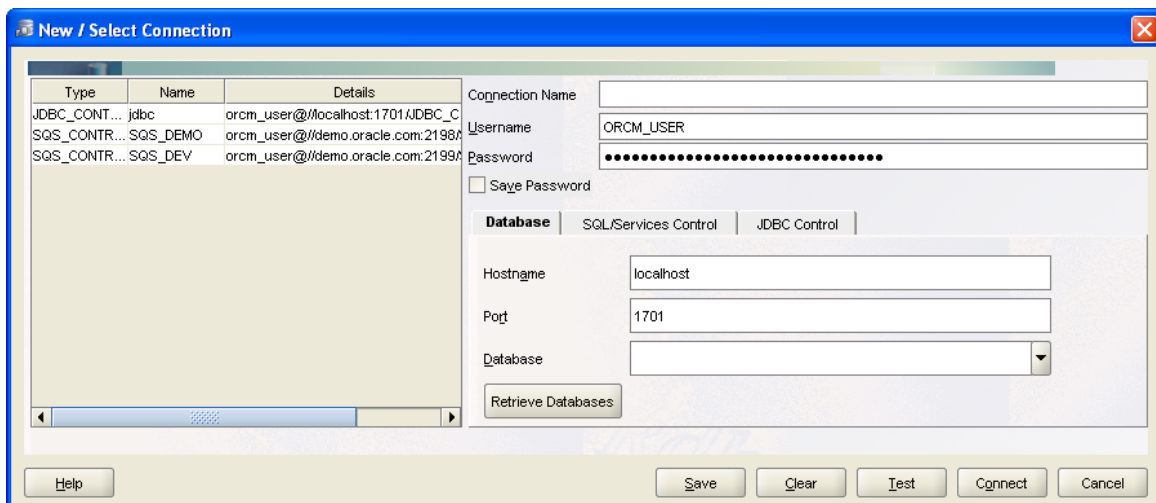 New / Select Connection
Type Name Details
JDBC_CONT... jdbc orcm_user@//localhost:1701/JDBC_C
SQS_CONTR... SQS_DEMO orcm_user@//demo.oracle.com:2198/
SQS_CONTR... SQS_DEV orcm_user@//demo.oracle.com:2199/
Connection Name
Username ORCM_USER
Password ••••••••••••••••••••••••••••••••
Save Password
Database SQL/Services Control JDBC Control
Hostname localhost
Port 1701
Database
Retrieve Databases
Help Save Clear Test Connect Cancel